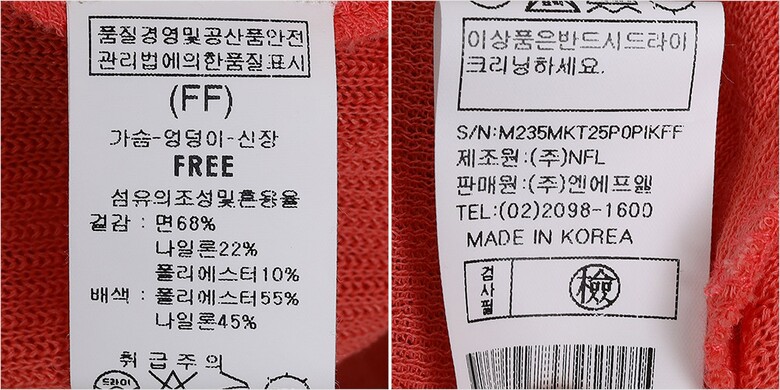 품질경영및공산품안전
관리법에의한품질표시
(FF)
가슴-엉덩이-신장
FREE
섬유의조성및혼용율
겉감 : 면68%
나일론22%
폴리에스터10%
배색 : 폴리에스터55%
나일론45%
취급주의
드라이
이상품은반드시드라이
크리닝하세요.
S/N:M235MKT25P0PIKFF
제조원:(주)NFL
판매원:(주)엔에프엘
TEL:(02)2098-1600
MADE IN KOREA
검사필
檢